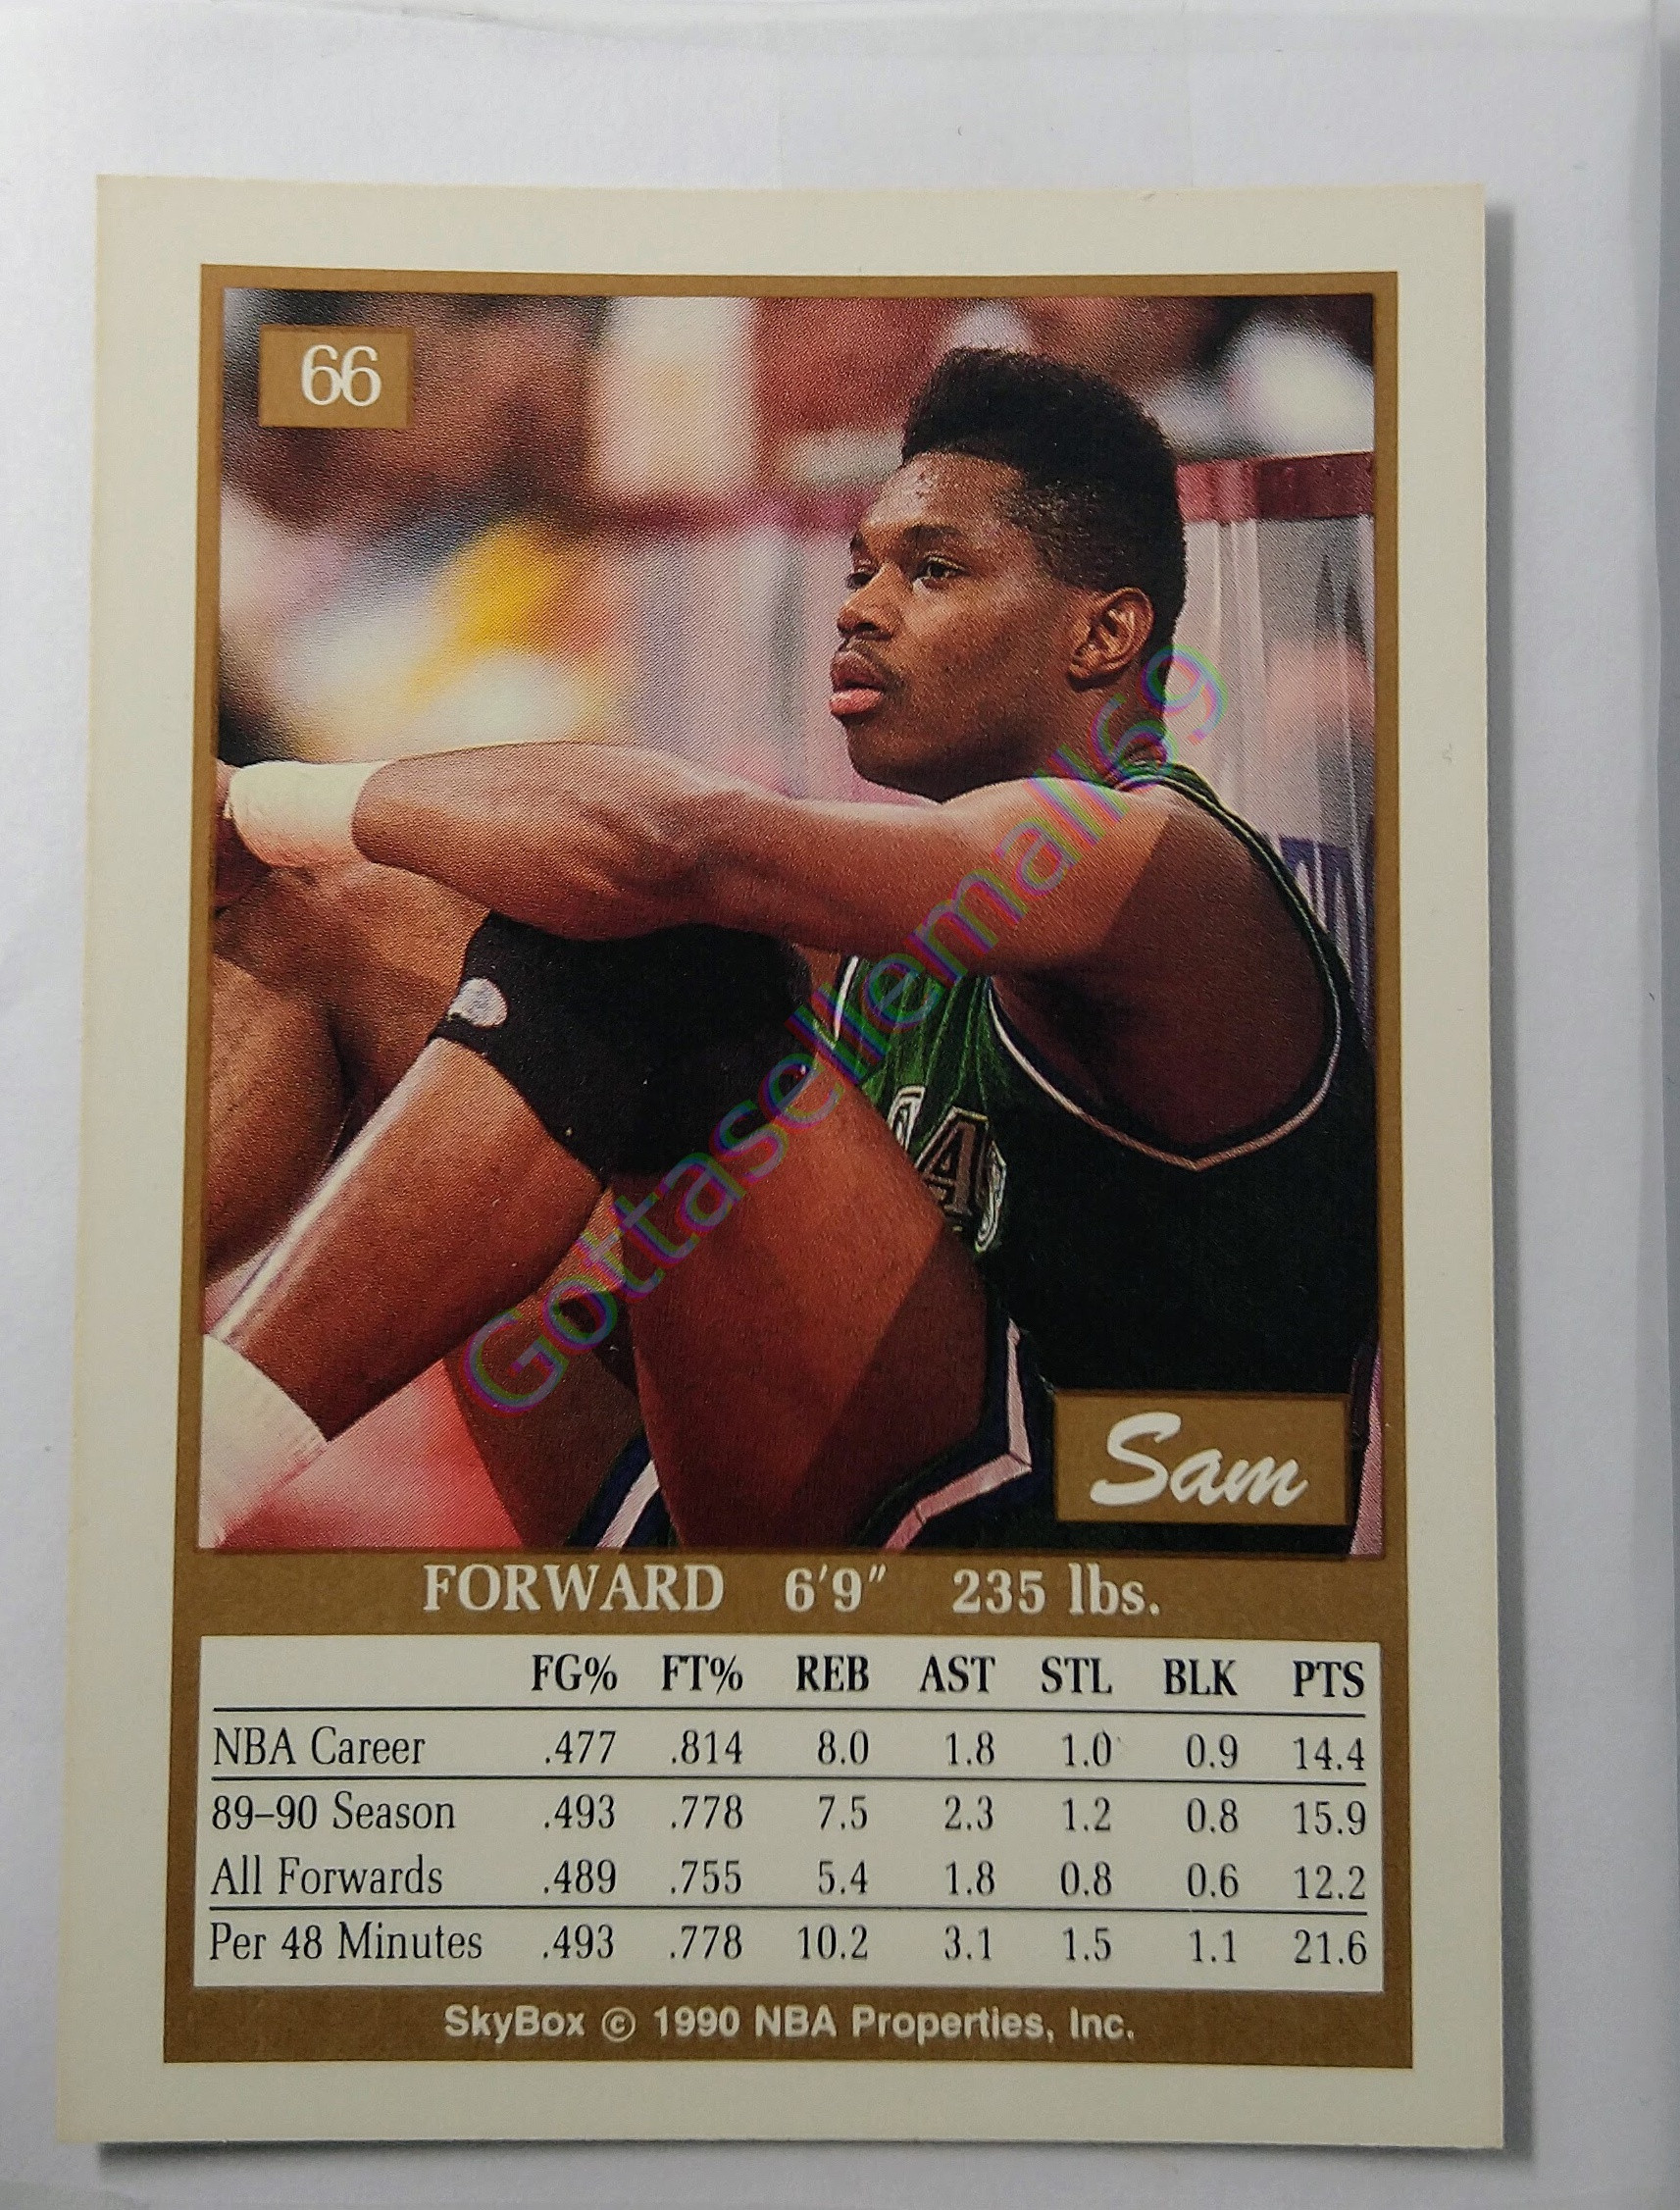 66
Gottasellemall69
Sam
FORWARD 6'9" 235 lbs.
FG% FT% REB AST STL BLK PTS
NBA Career .477 .814 8.0 1.8 1.0 0.9 14.4
89–90 Season .493 .778 7.5 2.3 1.2 0.8 15.9
All Forwards .489 .755 5.4 1.8 0.8 0.6 12.2
Per 48 Minutes .493 .778 10.2 3.1 1.5 1.1 21.6
SkyBox © 1990 NBA Properties, Inc.